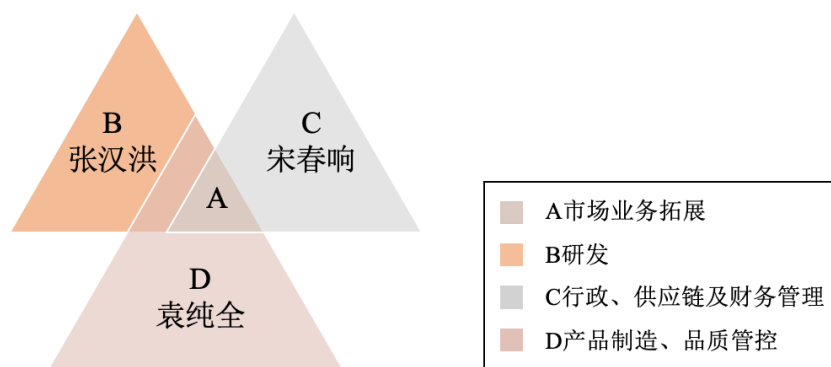 B
张汉洪
C
宋春响
A
D
袁纯全
A市场业务拓展
B研发
C行政、供应链及财务管理
D产品制造、品质管控